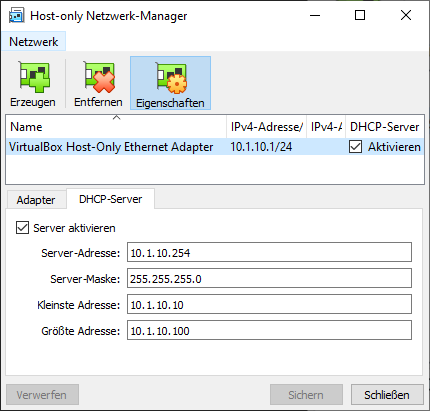 Host-only Netzwerk-Manager
Netzwerk
Erzeugen Entfernen Eigenschaften
Name IPv4-Adresse/ IPv4-A DHCP-Server
VirtualBox Host-Only Ethernet Adapter 10.1.10.1/24 Aktivieren
Adapter DHCP-Server
Server aktivieren
Server-Adresse: 10.1.10.254
Server-Maske: 255.255.255.0
Kleinste Adresse: 10.1.10.10
Größte Adresse: 10.1.10.100
Verwerfen Sichern Schließen